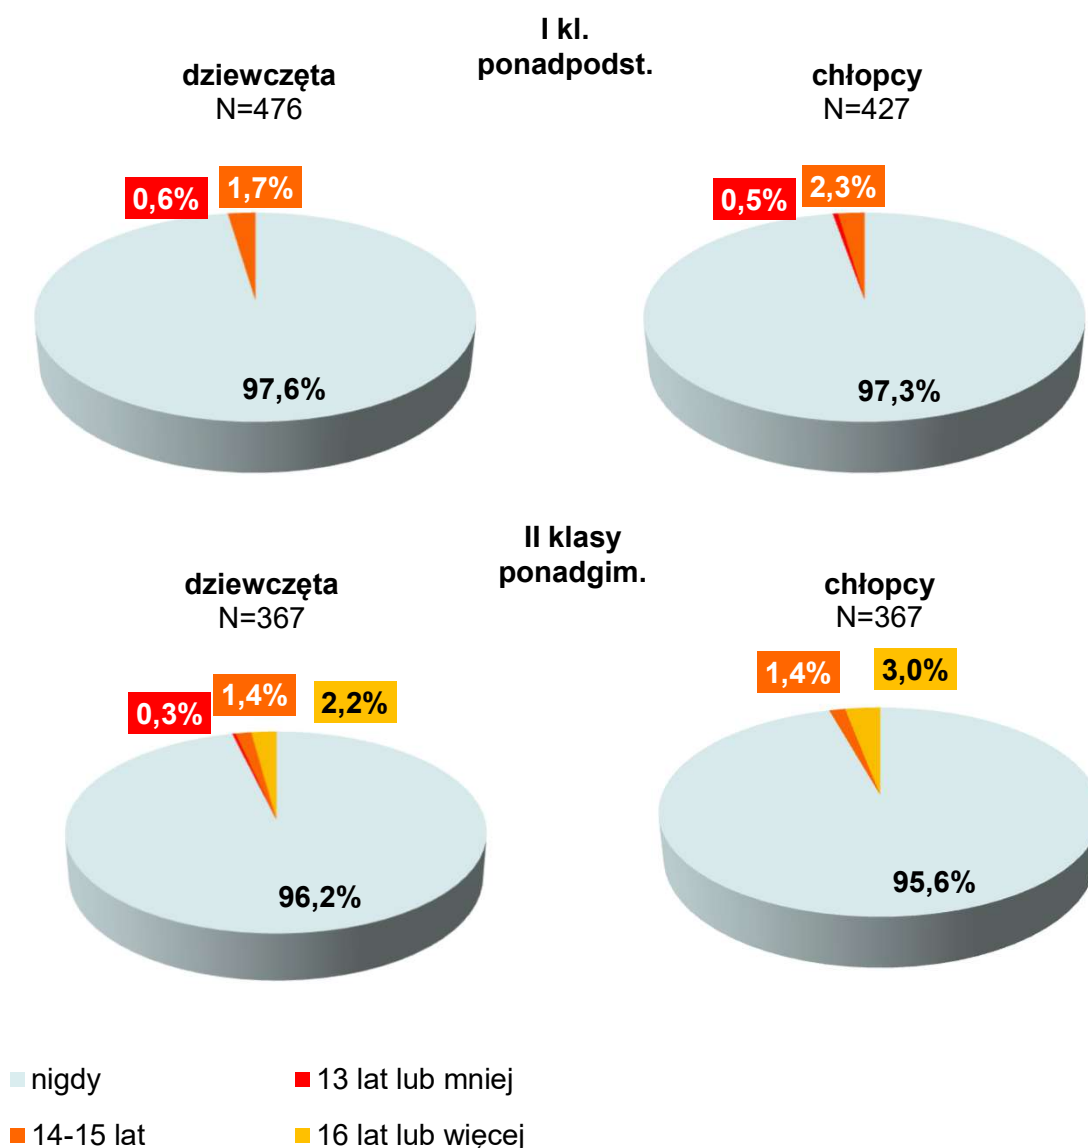 I kl.
ponadpodst.
dziewczęta
N=476
chłopcy
N=427
0,6%
1,7%
0,5%
2,3%
97,6%
97,3%
II klasy
ponadgim.
dziewczęta
N=367
chłopcy
N=367
0,3%
1,4%
2,2%
1,4%
3,0%
96,2%
95,6%
nigdy
13 lat lub mniej
14-15 lat
16 lat lub więcej